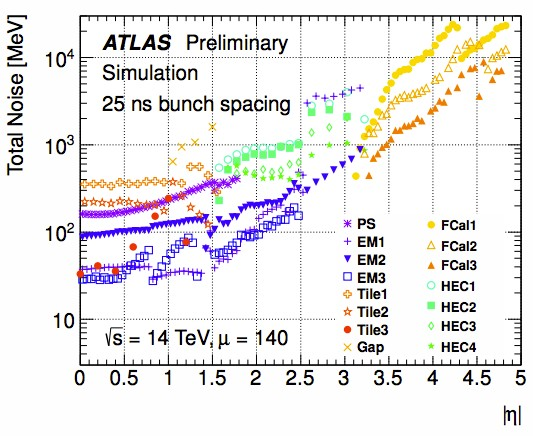 Total Noise [MeV]
10⁴
10³
10²
10
ATLAS Preliminary
Simulation
25 ns bunch spacing
PS
EM1
EM2
EM3
Tile1
Tile2
Tile3
Gap
FCal1
FCal2
FCal3
HEC1
HEC2
HEC3
HEC4
√s = 14 TeV, μ = 140
0 0.5 1 1.5 2 2.5 3 3.5 4 4.5 5
|η|